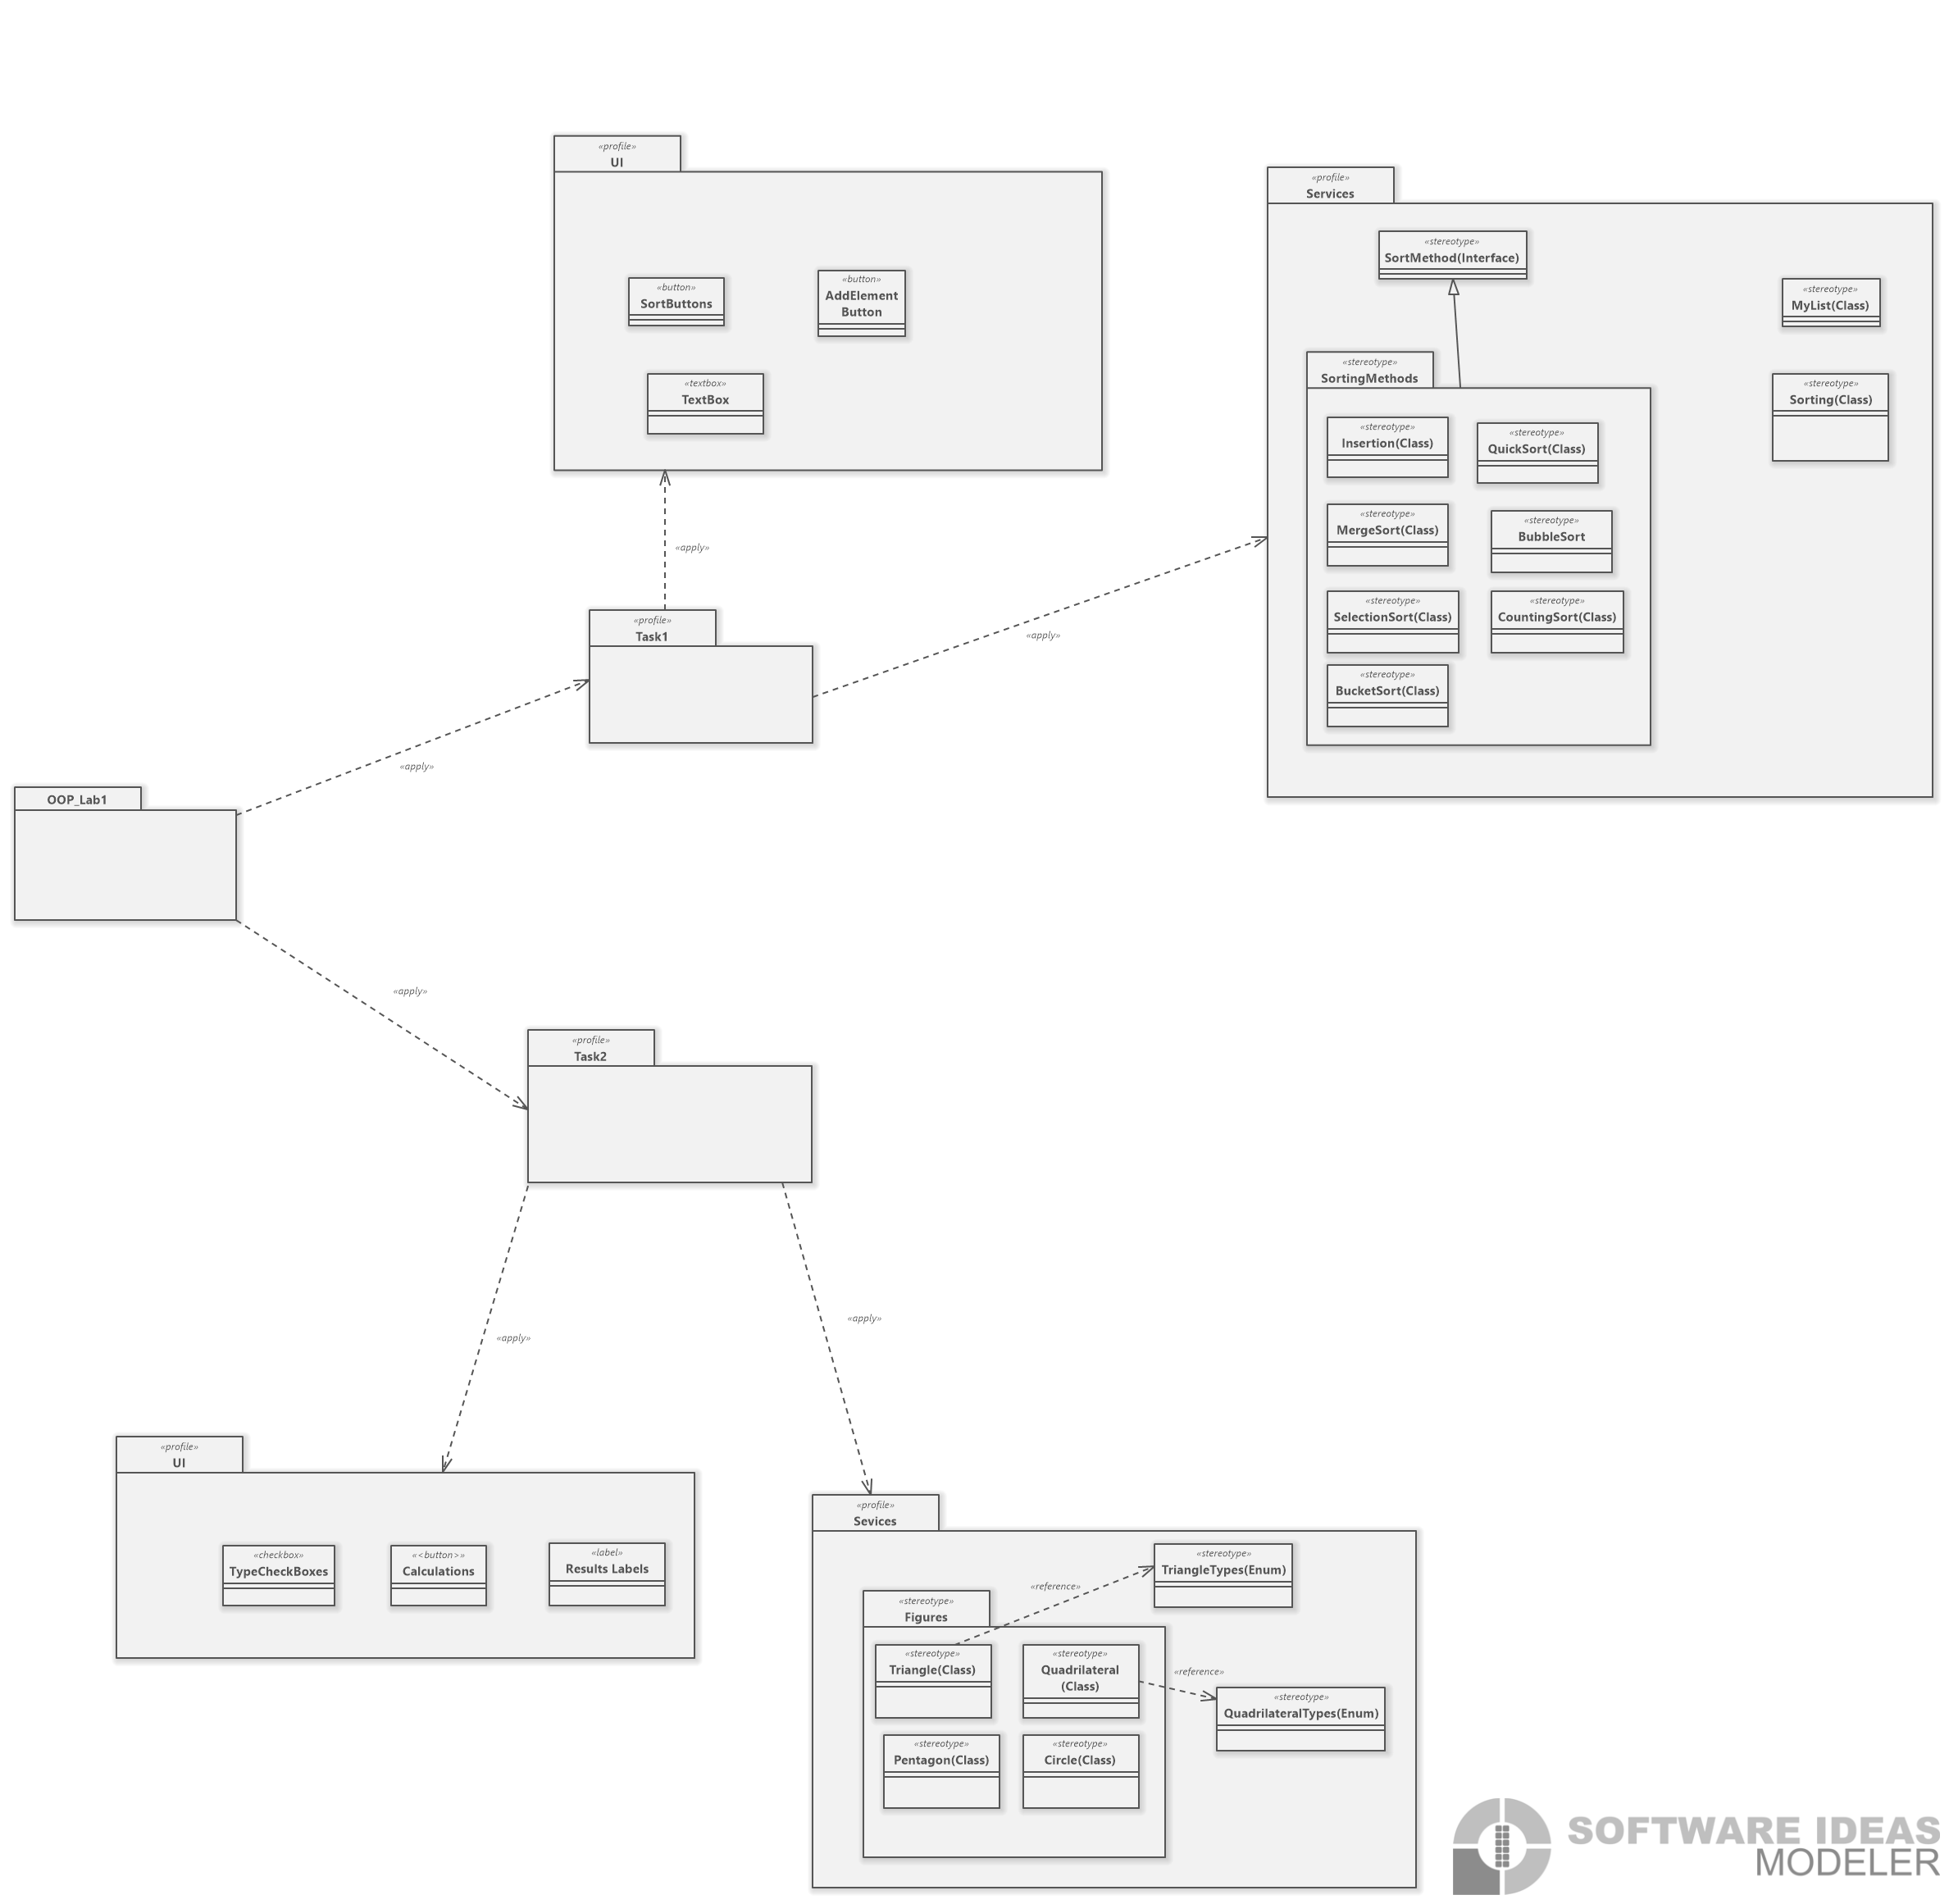 «profile»
UI
«button»
SortButtons
«button»
AddElement
Button
«textbox»
TextBox
«profile»
Services
«stereotype»
SortMethod(Interface)
«stereotype»
MyList(Class)
«stereotype»
Sorting(Class)
«stereotype»
SortingMethods
«stereotype»
Insertion(Class)
«stereotype»
QuickSort(Class)
«stereotype»
MergeSort(Class)
«stereotype»
BubbleSort
«stereotype»
SelectionSort(Class)
«stereotype»
CountingSort(Class)
«stereotype»
BucketSort(Class)
«apply»
«profile»
Task1
«apply»
«apply»
OOP_Lab1
«apply»
«profile»
Task2
«apply»
«apply»
«profile»
UI
«checkbox»
TypeCheckBoxes
«<button>»
Calculations
«label»
Results Labels
«profile»
Sevices
«stereotype»
TriangleTypes(Enum)
«reference»
«stereotype»
Figures
«stereotype»
Triangle(Class)
«stereotype»
Quadrilateral
(Class)
«reference»
«stereotype»
QuadrilateralTypes(Enum)
«stereotype»
Pentagon(Class)
«stereotype»
Circle(Class)
SOFTWARE IDEAS
MODELER